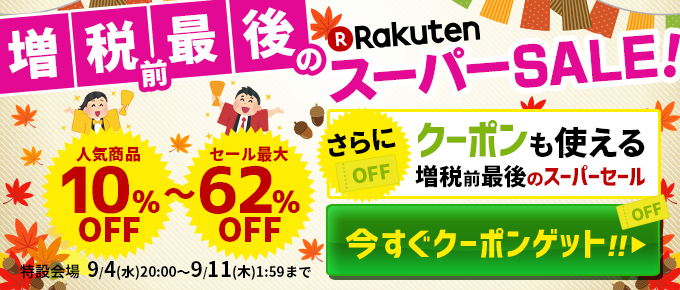 増税前最後の
R Rakuten
スーパーSALE!
人気商品
10%
OFF
～
セール最大
62%
OFF
さらに
OFF
クーポンも使える
増税前最後のスーパーセール
OFF
今すぐクーポンゲット!!
特設会場 9/4(水)20:00～9/11(木)1:59まで